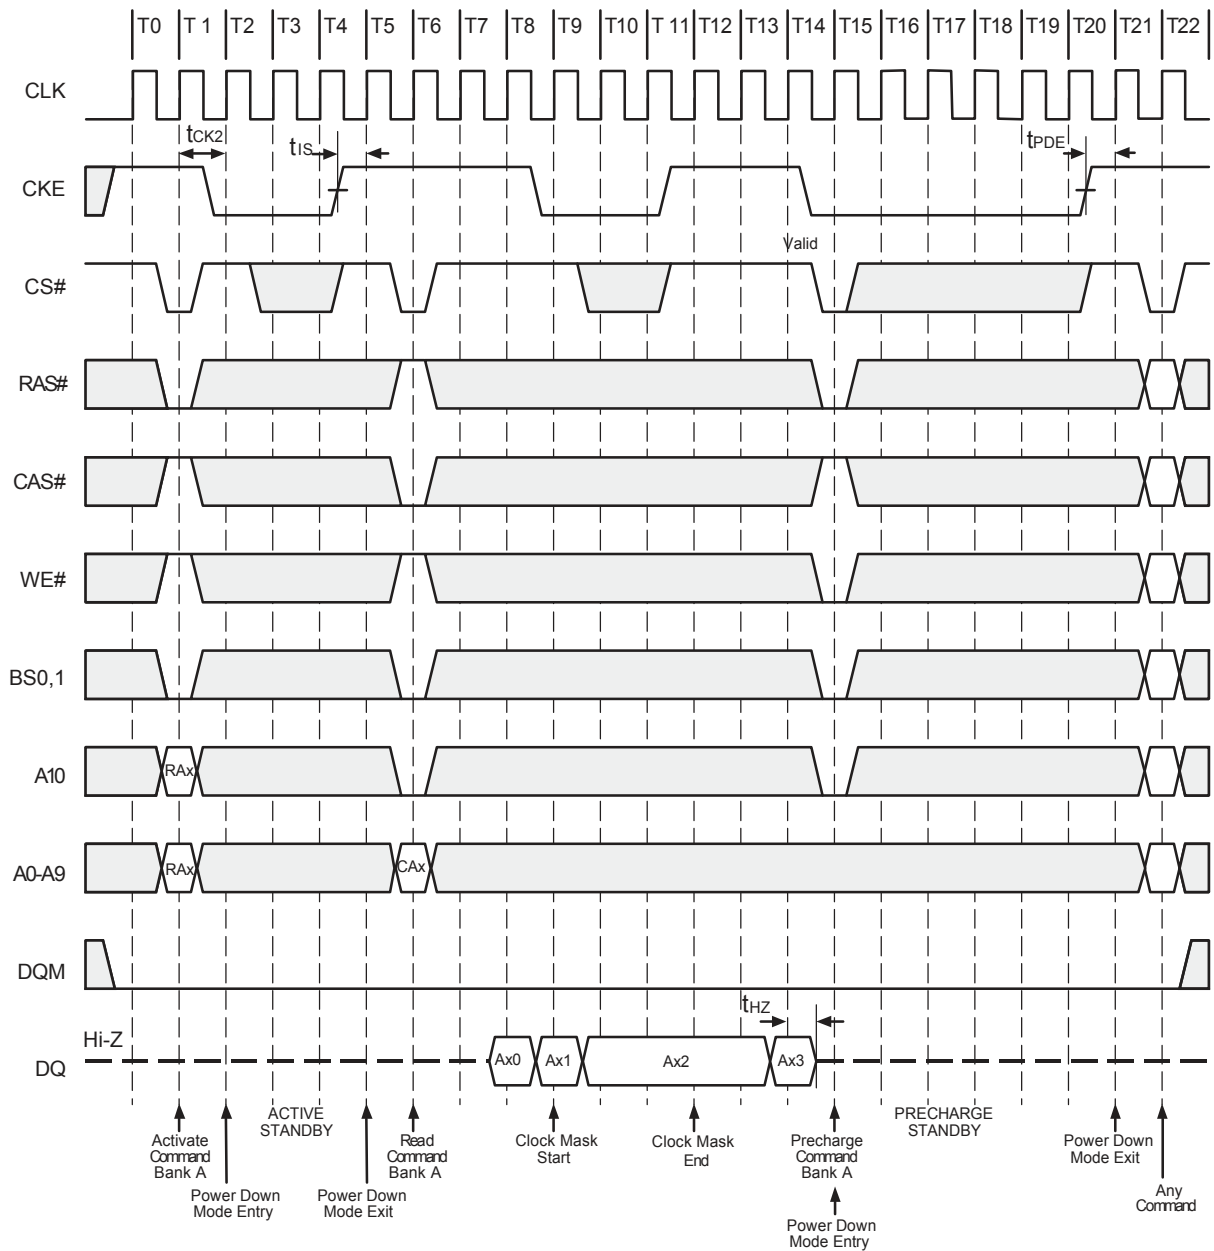 T0 T 1 T2 T3 T4 T5 T6 T7 T8 T9 T10 T 11 T12 T13 T14 T15 T16 T17 T18 T19 T20 T21 T22
CLK
tCK2
tIS
tPDE
CKE
Valid
CS#
RAS#
CAS#
WE#
BS0,1
A10
RAx
A0-A9
RAx
CAx
DQM
tHZ
Hi-Z
DQ
Ax0
Ax1
Ax2
Ax3
Activate
Command
Bank A
Power Down
Mode Entry
ACTIVE
STANDBY
Power Down
Mode Exit
Read
Command
Bank A
Clock Mask
Start
Clock Mask
End
Precharge
Command
Bank A
Power Down
Mode Entry
PRECHARGE
STANDBY
Power Down
Mode Exit
Any
Command